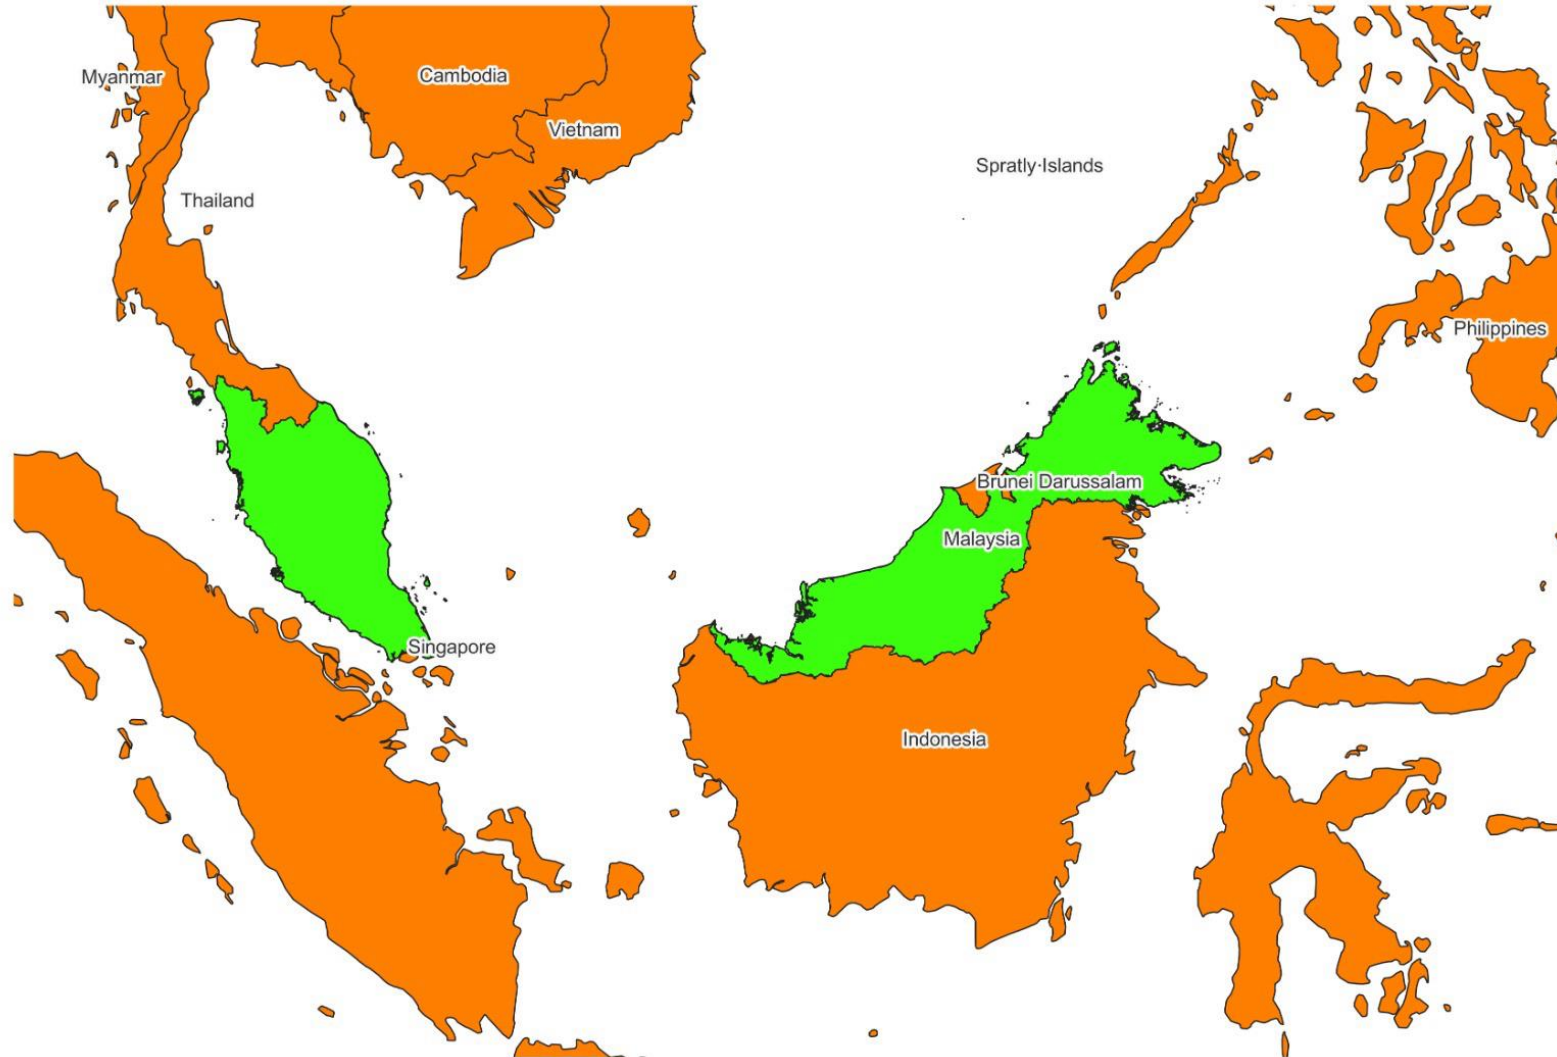 Myanmar
Cambodia
Vietnam
Spratly·Islands
Thailand
Philippines
Brunei Darussalam
Malaysia
Singapore
Indonesia